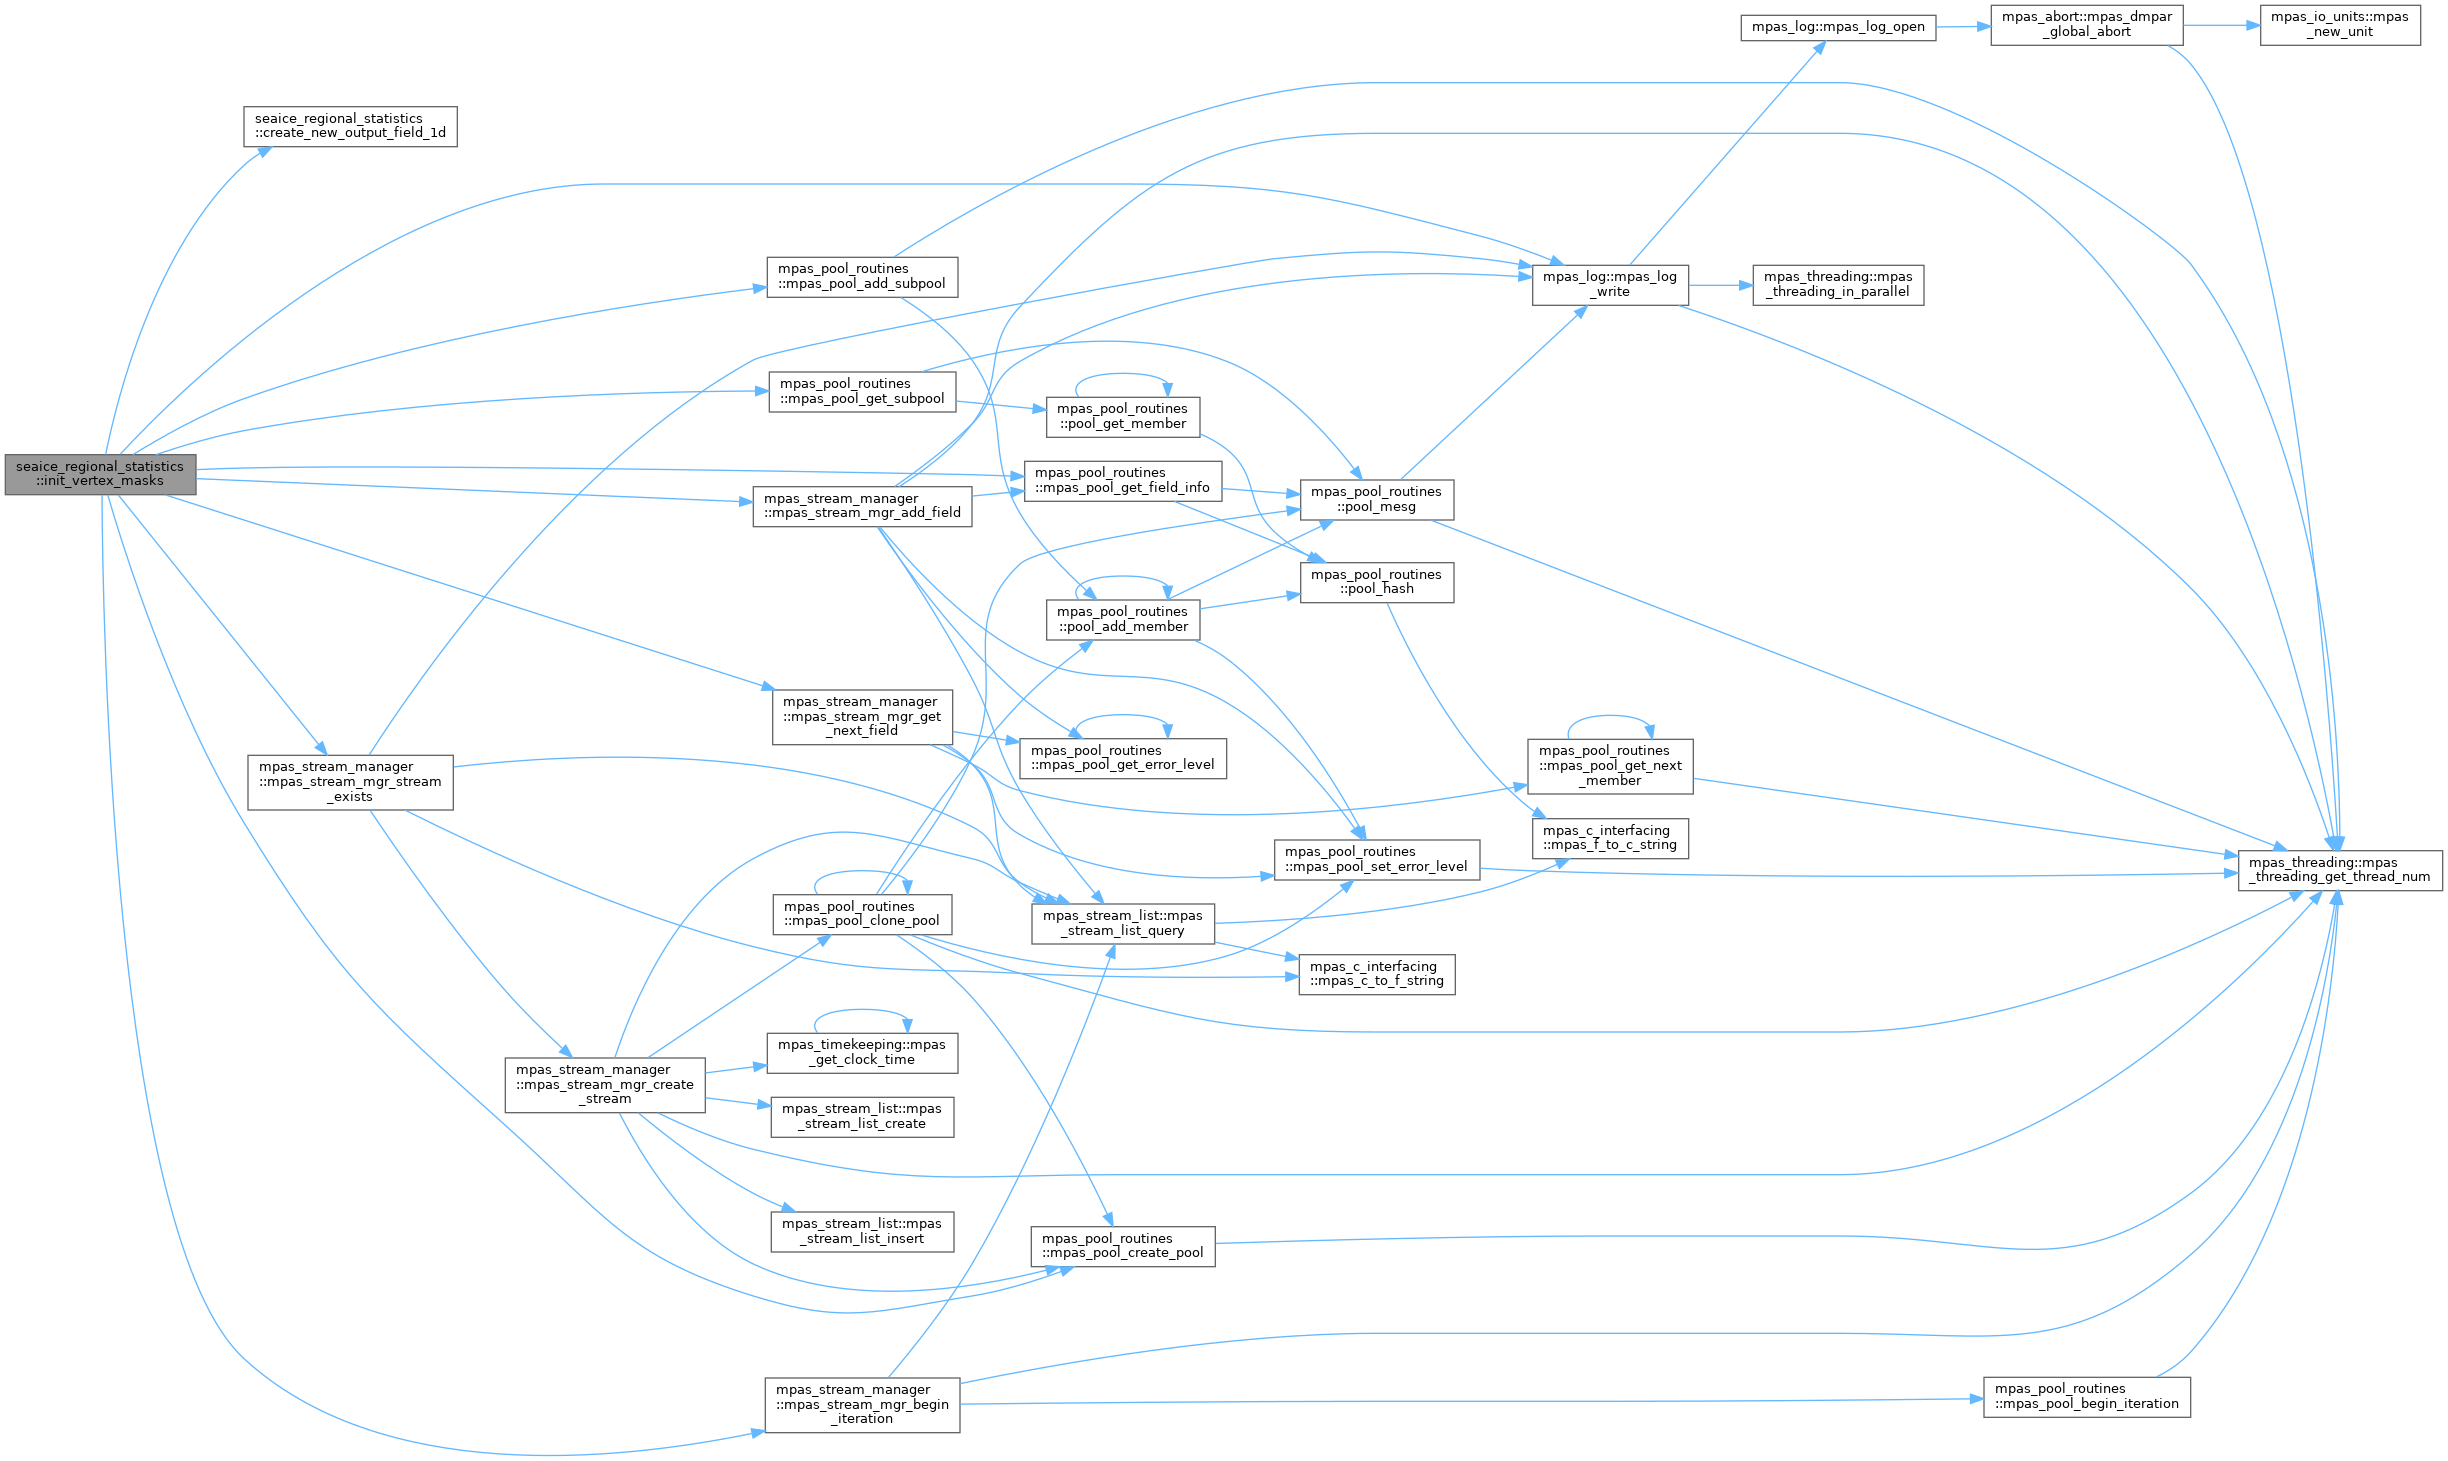 mpas_log::mpas_log_open
mpas_abort::mpas_dmpar
_global_abort
mpas_io_units::mpas
_new_unit
seaice_regional_statistics
::create_new_output_field_1d
mpas_pool_routines
::mpas_pool_add_subpool
mpas_log::mpas_log
_write
mpas_threading::mpas
_threading_in_parallel
mpas_pool_routines
::mpas_pool_get_subpool
mpas_pool_routines
::pool_get_member
seaice_regional_statistics
::init_vertex_masks
mpas_pool_routines
::mpas_pool_get_field_info
mpas_stream_manager
::mpas_stream_mgr_add_field
mpas_pool_routines
::pool_mesg
mpas_pool_routines
::pool_hash
mpas_pool_routines
::pool_add_member
mpas_stream_manager
::mpas_stream_mgr_get
_next_field
mpas_pool_routines
::mpas_pool_get_error_level
mpas_pool_routines
::mpas_pool_get_next
_member
mpas_stream_manager
::mpas_stream_mgr_stream
_exists
mpas_c_interfacing
::mpas_f_to_c_string
mpas_pool_routines
::mpas_pool_set_error_level
mpas_threading::mpas
_threading_get_thread_num
mpas_pool_routines
::mpas_pool_clone_pool
mpas_stream_list::mpas
_stream_list_query
mpas_c_interfacing
::mpas_c_to_f_string
mpas_timekeeping::mpas
_get_clock_time
mpas_stream_manager
::mpas_stream_mgr_create
_stream
mpas_stream_list::mpas
_stream_list_create
mpas_stream_list::mpas
_stream_list_insert
mpas_pool_routines
::mpas_pool_create_pool
mpas_stream_manager
::mpas_stream_mgr_begin
_iteration
mpas_pool_routines
::mpas_pool_begin_iteration